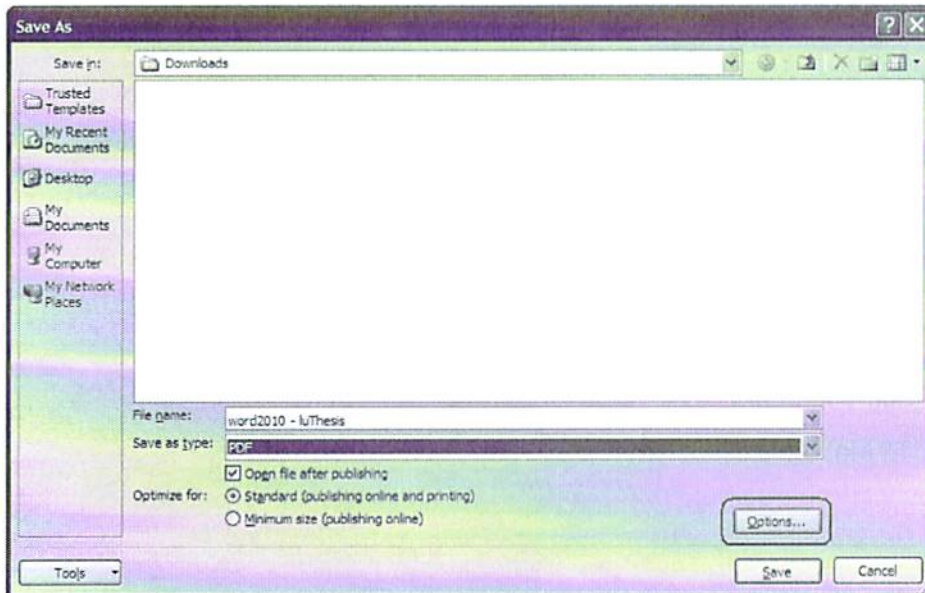 Save As
Save in:
Downloads
Trusted
Templates
My Recent
Documents
Desktop
My
Documents
My
Computer
My Network
Places
File name:
word2010 - luThesis
Save as type:
PDF
Open file after publishing
Optimize for:
Standard (publishing online and printing)
Minimum size (publishing online)
Options...
Tools
Save
Cancel